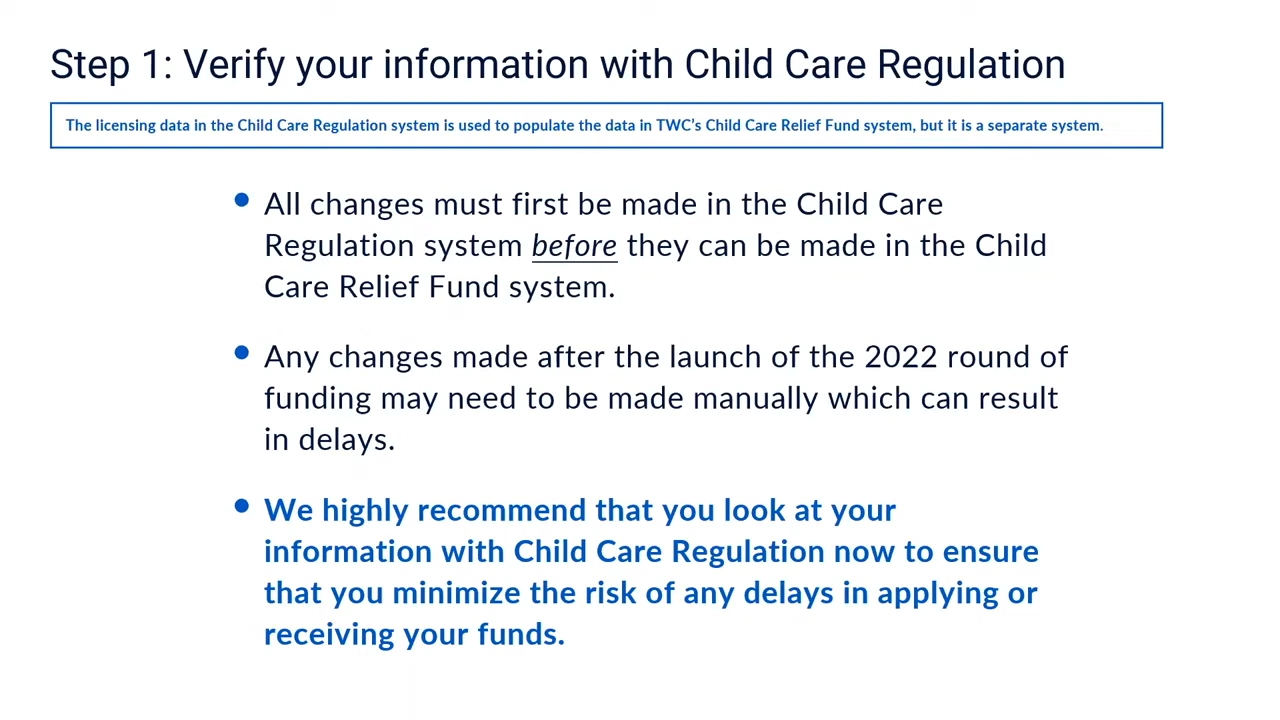 Step 1: Verify your information with Child Care Regulation
The licensing data in the Child Care Regulation system is used to populate the data in TWC’s Child Care Relief Fund system, but it is a separate system.
• All changes must first be made in the Child Care
Regulation system before they can be made in the Child
Care Relief Fund system.
• Any changes made after the launch of the 2022 round of
funding may need to be made manually which can result
in delays.
• We highly recommend that you look at your
information with Child Care Regulation now to ensure
that you minimize the risk of any delays in applying or
receiving your funds.